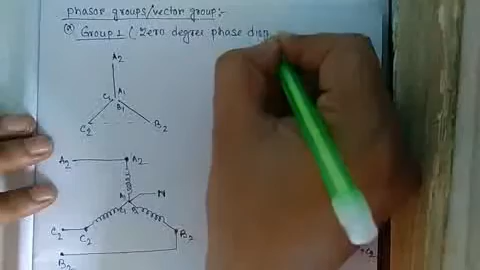 phasor groups/vector group:-
(*) Group 1 ( Zero degree phase disp
A2
C1 A1
B1
C2 B2
A2 A2
A1 N
C1
C2 C2 B2
B2
C2